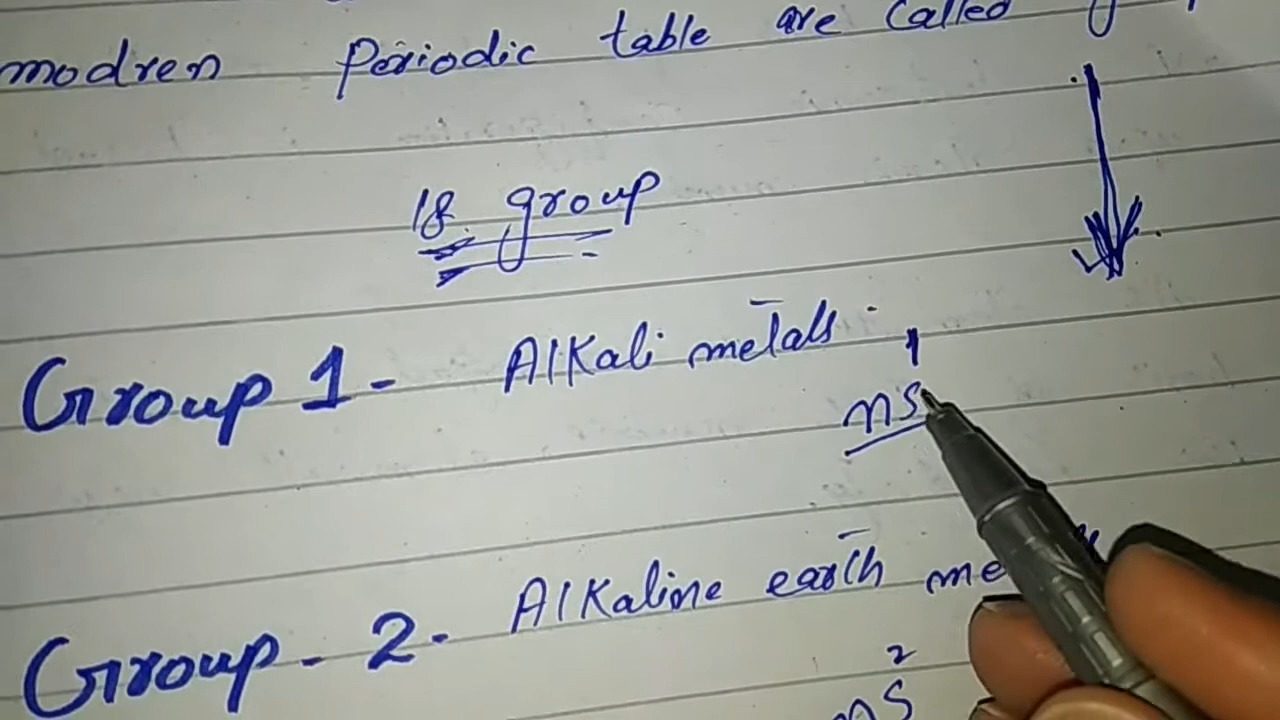 modren Periodic table are called
18 group
Group 1- Alkali metals.
ns¹
Group - 2- Alkaline earth
ns²